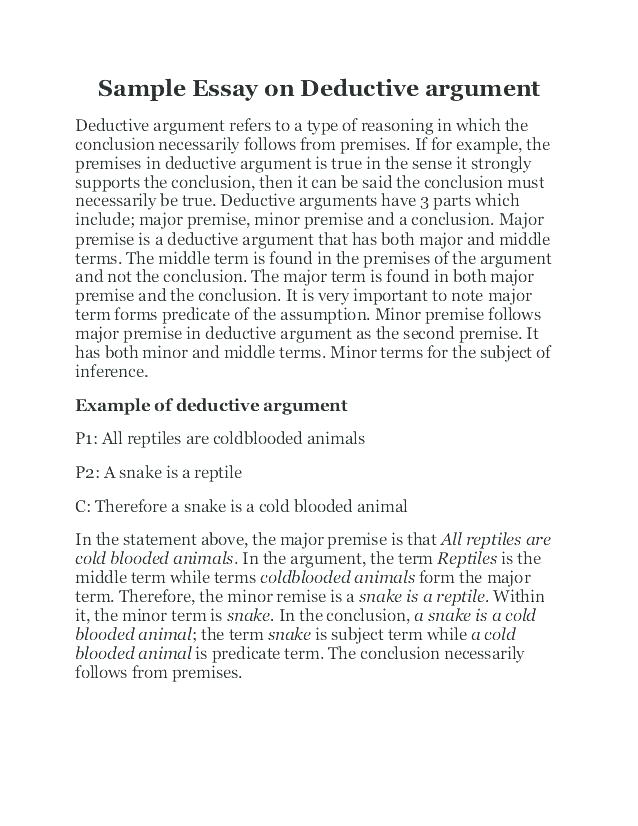 Sample Essay on Deductive argument
Deductive argument refers to a type of reasoning in which the
conclusion necessarily follows from premises. If for example, the
premises in deductive argument is true in the sense it strongly
supports the conclusion, then it can be said the conclusion must
necessarily be true. Deductive arguments have 3 parts which
include; major premise, minor premise and a conclusion. Major
premise is a deductive argument that has both major and middle
terms. The middle term is found in the premises of the argument
and not the conclusion. The major term is found in both major
premise and the conclusion. It is very important to note major
term forms predicate of the assumption. Minor premise follows
major premise in deductive argument as the second premise. It
has both minor and middle terms. Minor terms for the subject of
inference.
Example of deductive argument
P1: All reptiles are coldblooded animals
P2: A snake is a reptile
C: Therefore a snake is a cold blooded animal
In the statement above, the major premise is that All reptiles are
cold blooded animals. In the argument, the term Reptiles is the
middle term while terms coldblooded animals form the major
term. Therefore, the minor remise is a snake is a reptile. Within
it, the minor term is snake. In the conclusion, a snake is a cold
blooded animal; the term snake is subject term while a cold
blooded animal is predicate term. The conclusion necessarily
follows from premises.